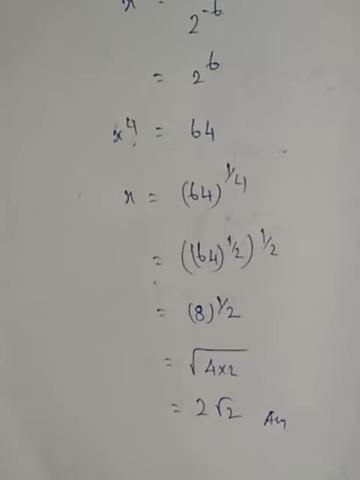 x =
2^-6
= 2^6
x^4 = 64
x = (64)^1/4
= ((64)^1/2)^1/2
= (8)^1/2
= √4×2
= 2√2 Ans